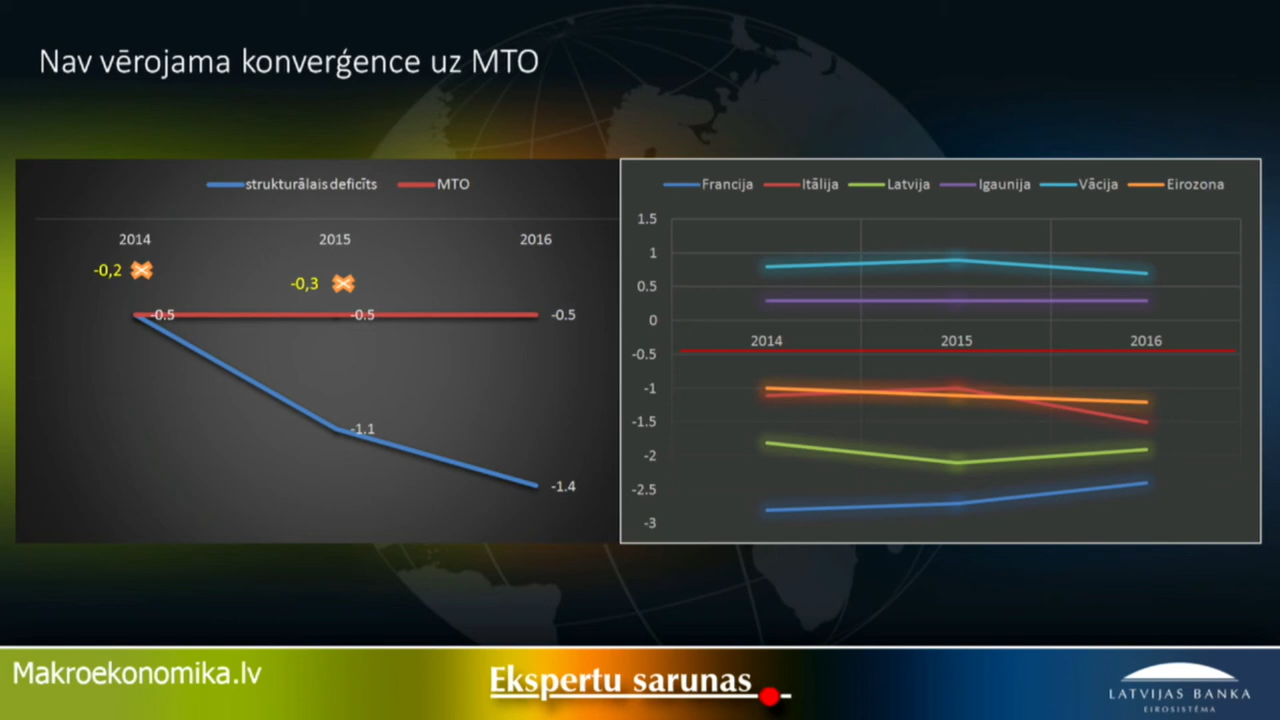 Nav vērojama konverģence uz MTO
strukturālais deficīts MTO
2014 2015 2016
-0,2
-0,3
-0.5 -0.5 -0.5
-1.1
-1.4
Francija Itālija Latvija Igaunija Vācija Eirozona
1.5
1
0.5
0
2014 2015 2016
-0.5
-1
-1.5
-2
-2.5
-3
Makroekonomika.lv
Ekspertu sarunas
LATVIJAS BANKA
EIROSISTĒMA